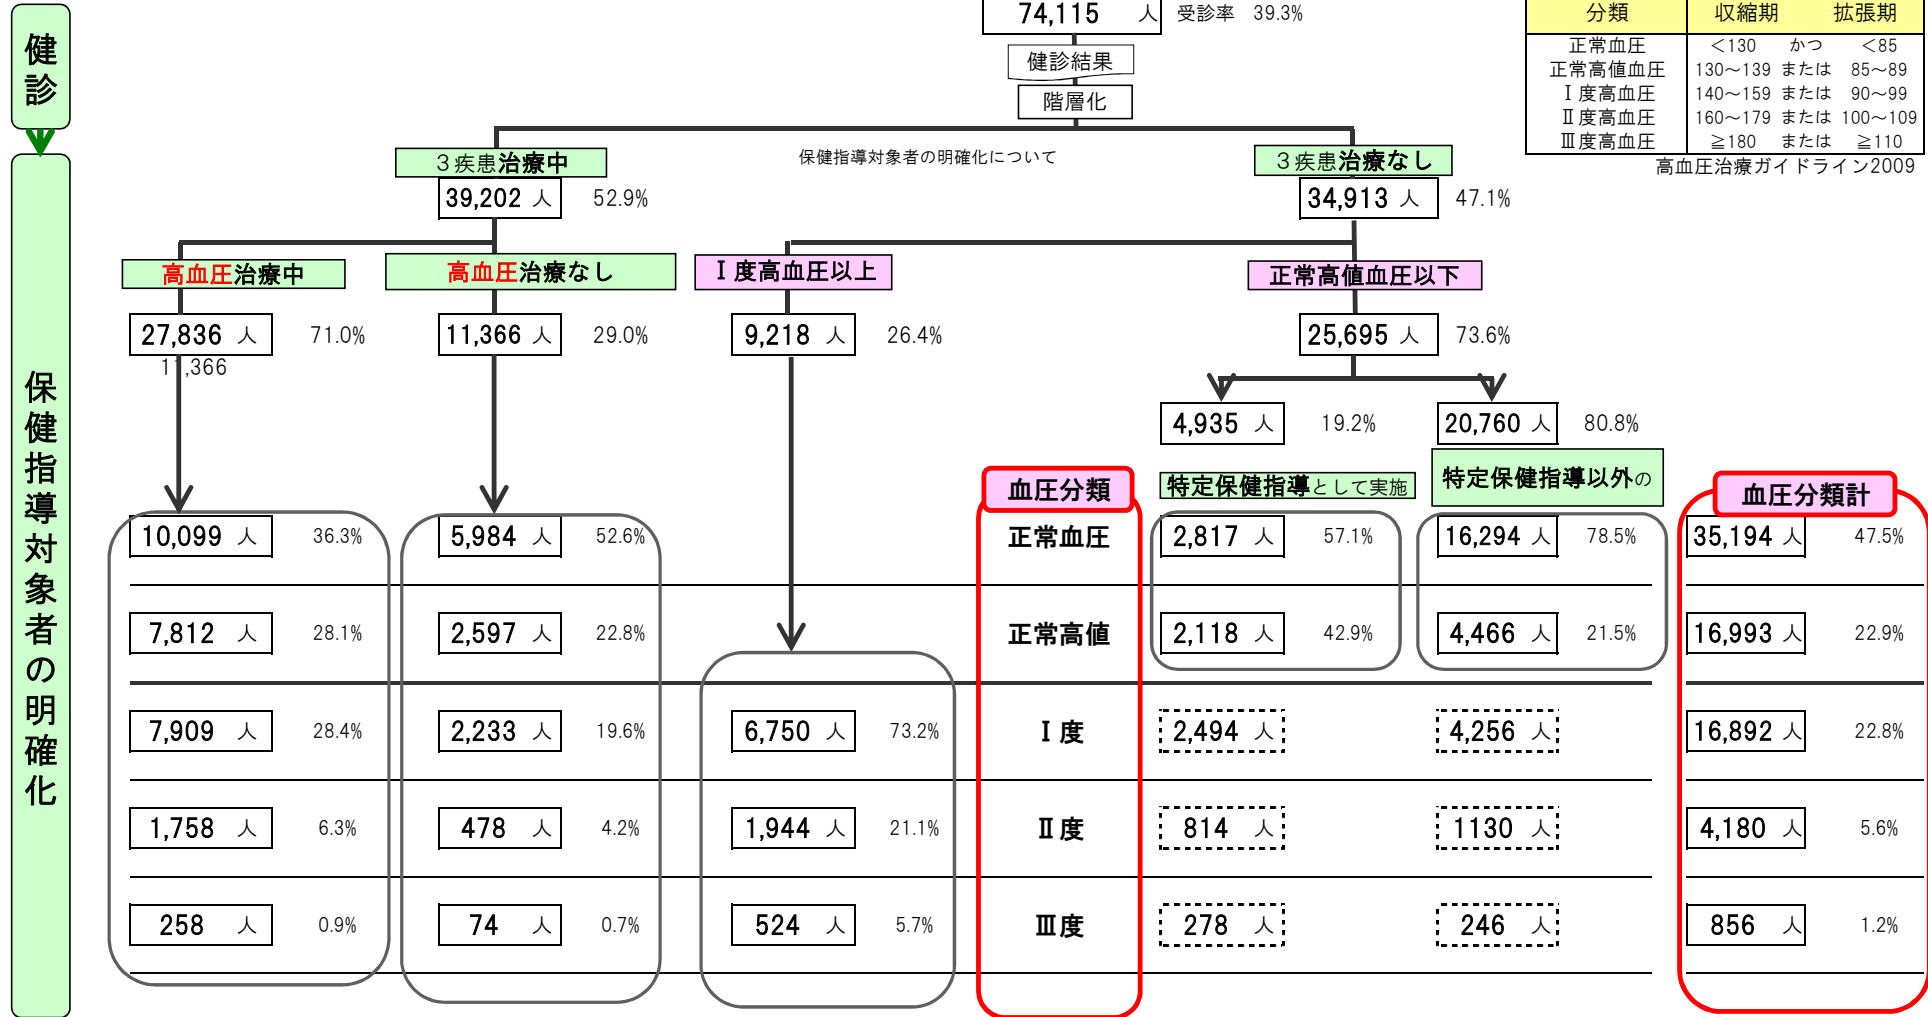 健診
74,115 人 受診率 39.3%
健診結果
階層化
分類 収縮期 拡張期
正常血圧 <130 かつ <85
正常高値血圧 130～139 または 85～89
Ⅰ度高血圧 140～159 または 90～99
Ⅱ度高血圧 160～179 または 100～109
Ⅲ度高血圧 ≧180 または ≧110
高血圧治療ガイドライン2009
保健指導対象者の明確化について
3疾患治療中
3疾患治療なし
39,202 人 52.9%
34,913 人 47.1%
高血圧治療中
高血圧治療なし
Ⅰ度高血圧以上
正常高値血圧以下
27,836 人 71.0%
11,366 人 29.0%
9,218 人 26.4%
25,695 人 73.6%
11,366
保健指導対象者の明確化
4,935 人 19.2%
20,760 人 80.8%
血圧分類
特定保健指導として実施
特定保健指導以外の
血圧分類計
10,099 人 36.3% 5,984 人 52.6% 正常血圧 2,817 人 57.1% 16,294 人 78.5% 35,194 人 47.5%
7,812 人 28.1% 2,597 人 22.8% 正常高値 2,118 人 42.9% 4,466 人 21.5% 16,993 人 22.9%
7,909 人 28.4% 2,233 人 19.6% 6,750 人 73.2% Ⅰ度 2,494 人 4,256 人 16,892 人 22.8%
1,758 人 6.3% 478 人 4.2% 1,944 人 21.1% Ⅱ度 814 人 1130 人 4,180 人 5.6%
258 人 0.9% 74 人 0.7% 524 人 5.7% Ⅲ度 278 人 246 人 856 人 1.2%